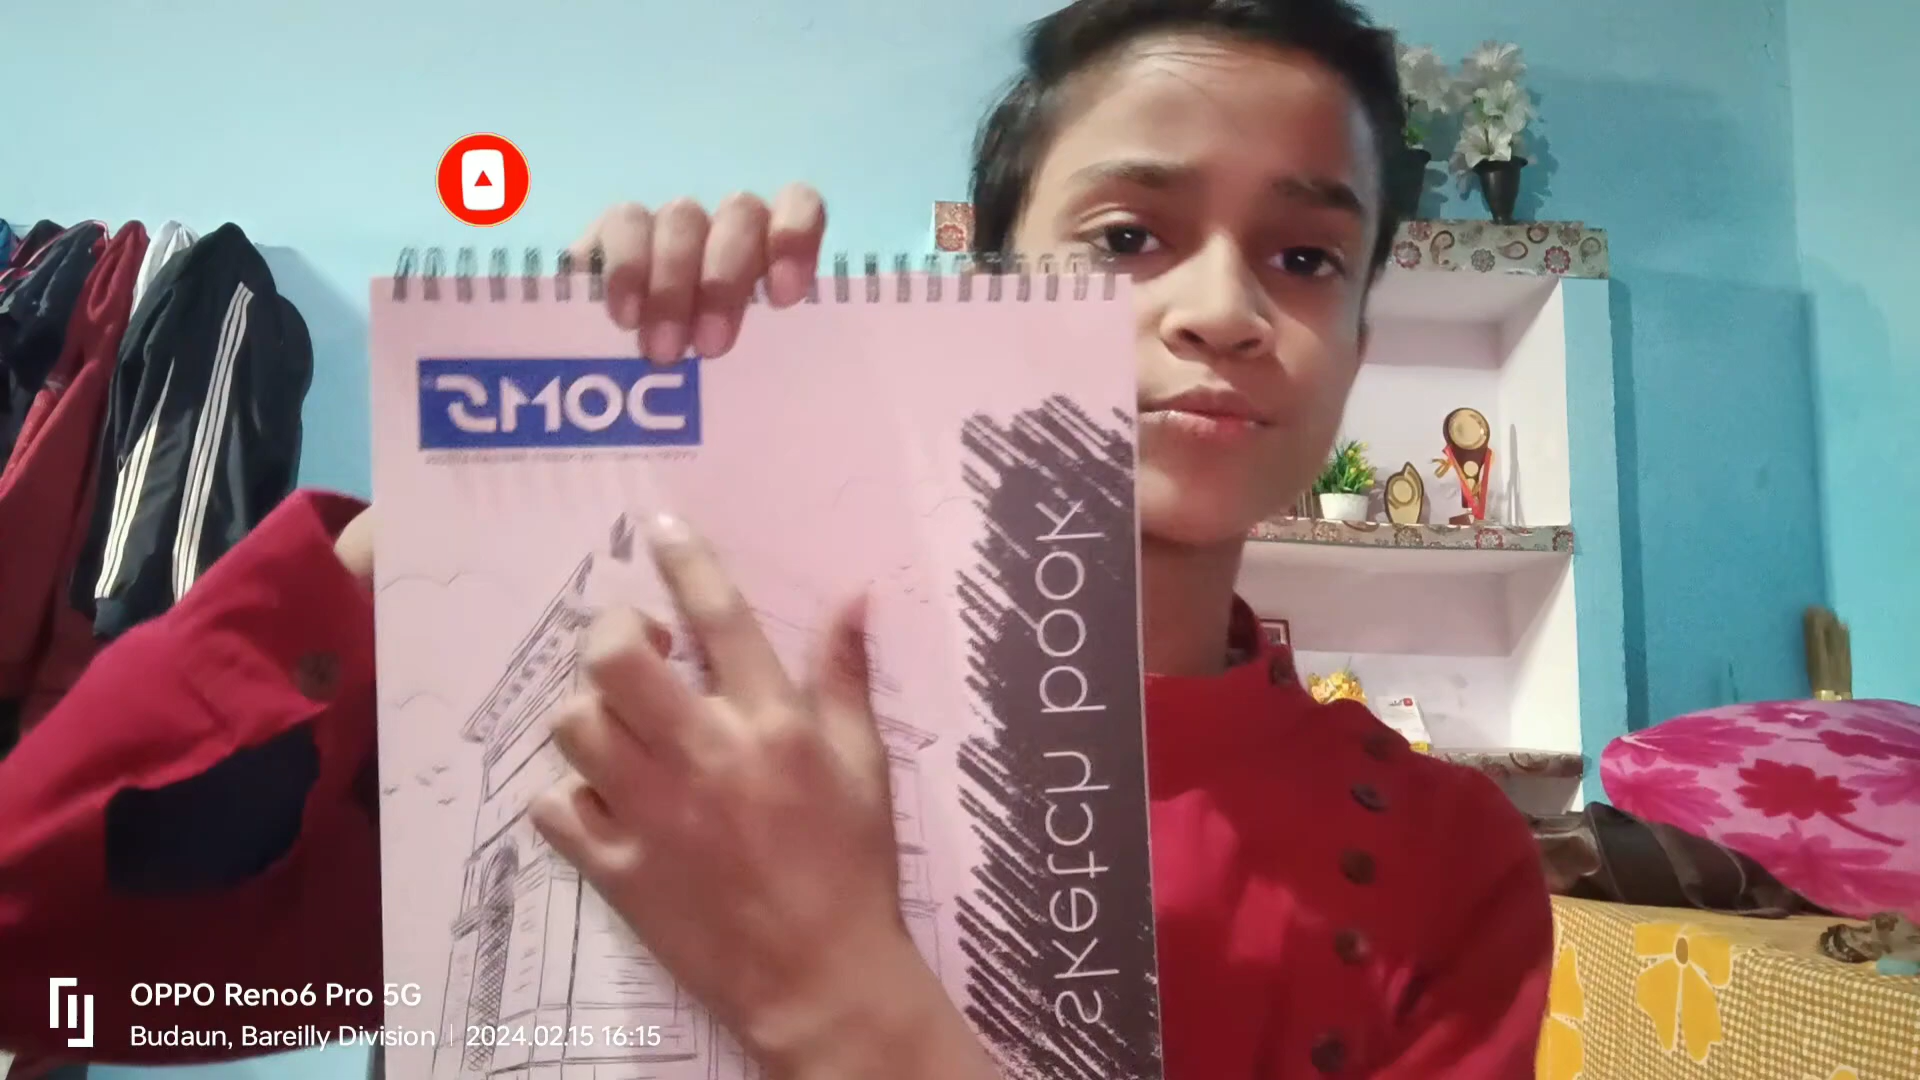 DOMS
sketch book
OPPO Reno6 Pro 5G
Budaun, Bareilly Division | 2024.02.15 16:15